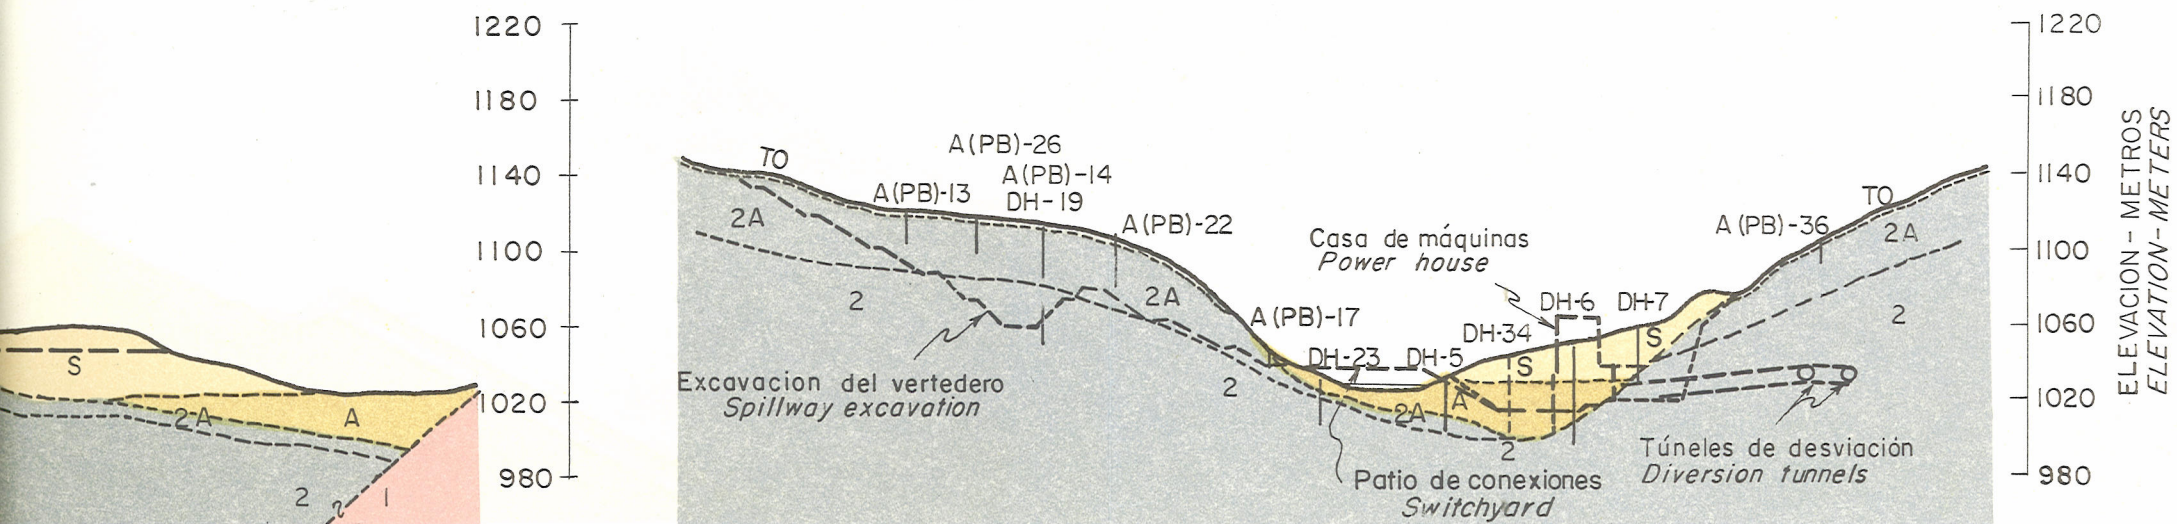 1220
1180
1140
1100
1060
1020
980
S
2A
A
2
1
TO
A(PB)-26
A(PB)-14
A(PB)-13
DH-19
A(PB)-22
2A
2
2A
Excavacion del vertedero
Spillway excavation
A(PB)-17
DH-23
DH-5
DH-34
DH-6
DH-7
Casa de máquinas
Power house
S
S
A
2A
2
2
Patio de conexiones
Switchyard
Túneles de desviación
Diversion tunnels
A(PB)-36
TO
2A
2
1220
1180
1140
1100
1060
1020
980
ELEVACION-METROS
ELEVATION-METERS